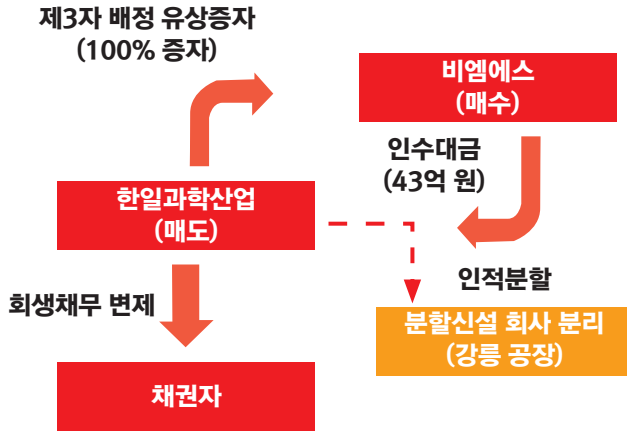 제3자 배정 유상증자
(100% 증자)
비엠에스
(매수)
인수대금
(43억 원)
한일과학산업
(매도)
인적분할
회생채무 변제
분할신설 회사 분리
(강릉 공장)
채권자